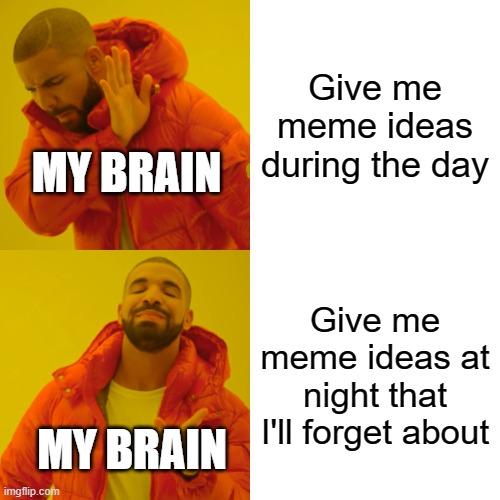 Give me
meme ideas
during the day
MY BRAIN
Give me
meme ideas at
night that
I'll forget about
MY BRAIN
imgflip.com